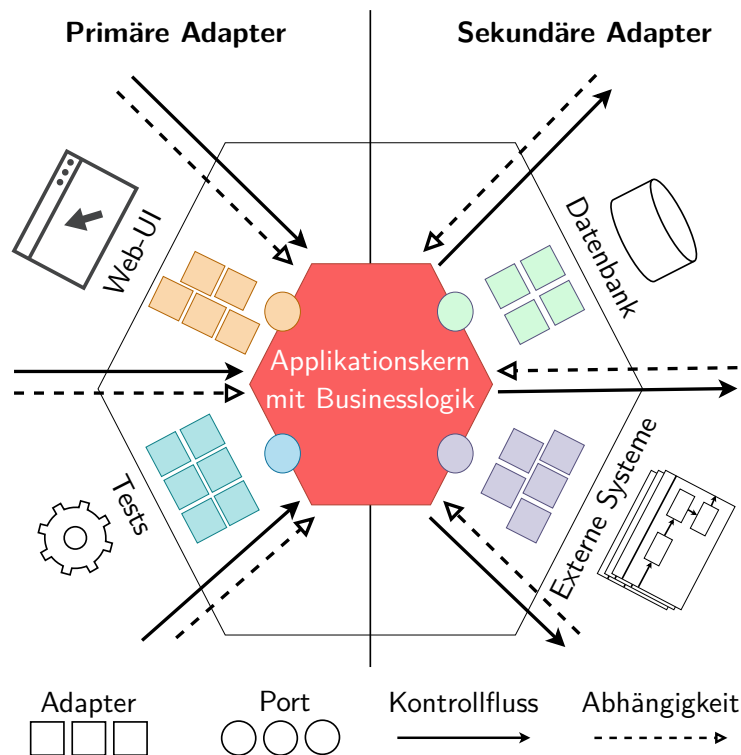 Primäre Adapter
Sekundäre Adapter
Web-UI
Datenbank
Applikationskern
mit Businesslogik
Tests
Externe Systeme
Adapter
Port
Kontrollfluss
Abhängigkeit